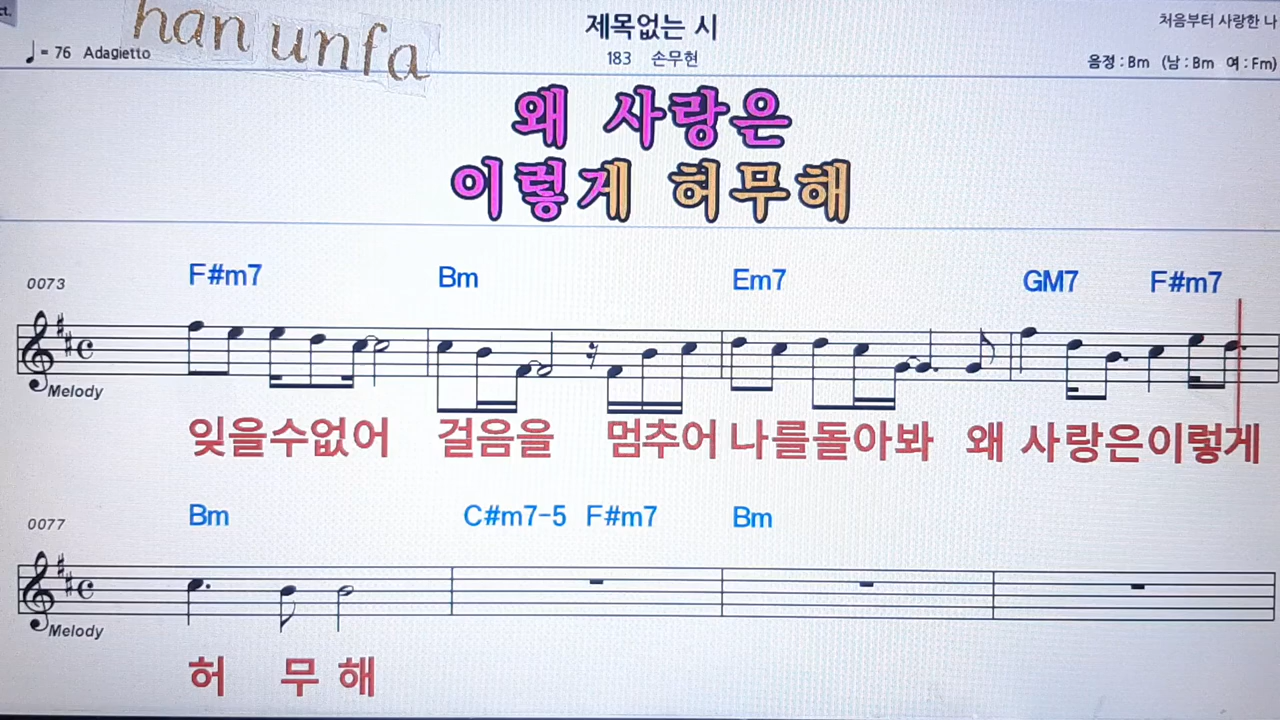 ct.
han unfa
제목없는 시
처음부터 사랑한 나
♩= 76 Adagietto
183 손무현
음정 : Bm (남 : Bm 여 : Fm)
왜 사랑은
이렇게 허무해
0073 F#m7 Bm Em7 GM7 F#m7
Melody
잊을수없어 걸음을 멈추어 나를돌아봐 왜 사랑은이렇게
0077 Bm C#m7-5 F#m7 Bm
Melody
허 무 해